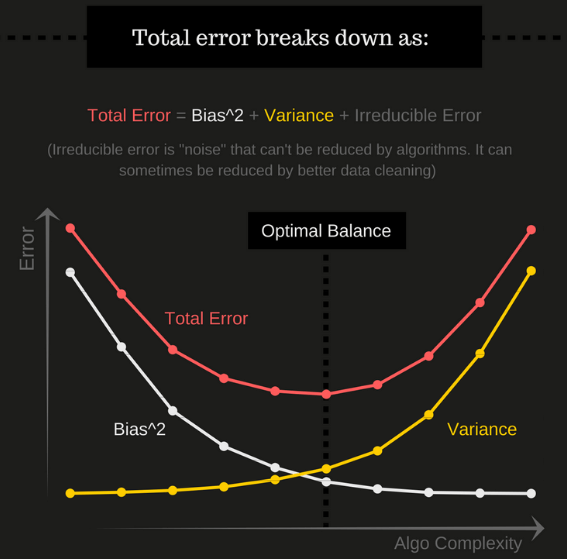 Total error breaks down as:
Total Error = Bias^2 + Variance + Irreducible Error
(Irreducible error is "noise" that can't be reduced by algorithms. It can
sometimes be reduced by better data cleaning)
Optimal Balance
Error
Total Error
Bias^2
Variance
Algo Complexity